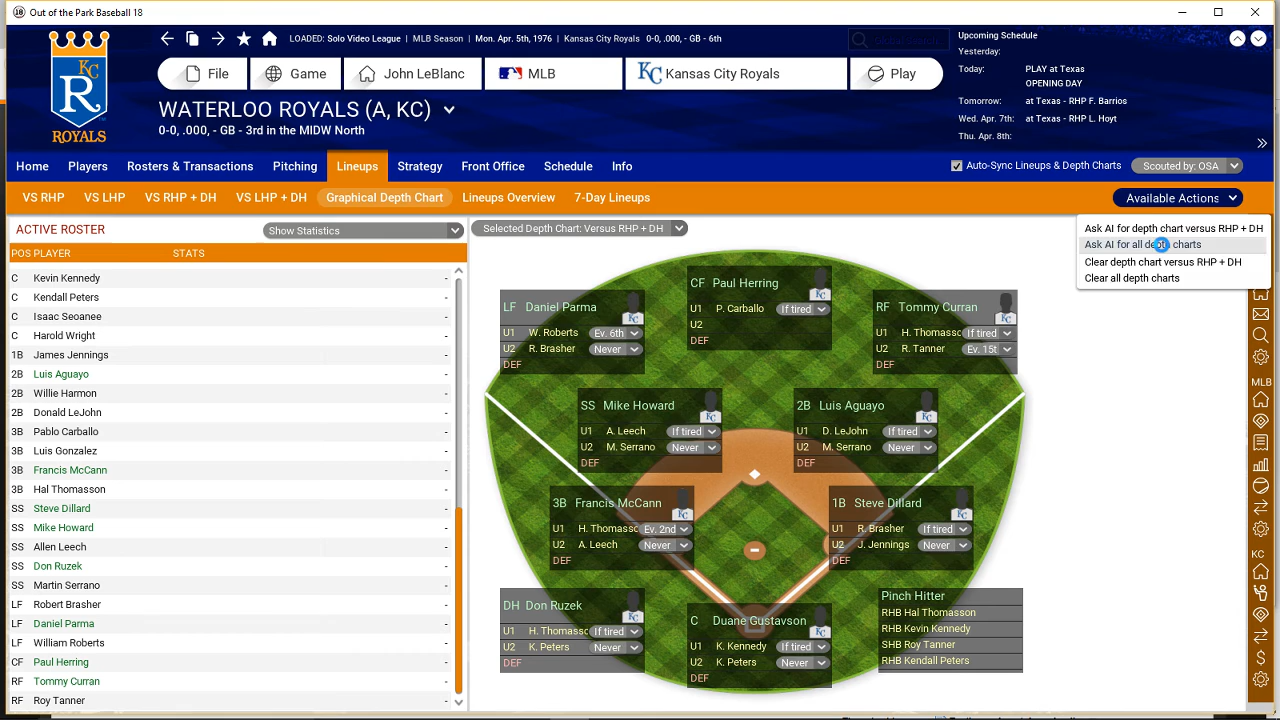 Out of the Park Baseball 18
LOADED: Solo Video League | MLB Season | Mon. Apr. 5th, 1976 | Kansas City Royals 0-0, .000, - GB - 6th
KC
R
ROYALS
File
Game
John LeBlanc
MLB
KC Kansas City Royals
Play
WATERLOO ROYALS (A, KC)
0-0, .000, - GB - 3rd in the MIDW North
Upcoming Schedule
Yesterday:
Today: PLAY at Texas
OPENING DAY
Tomorrow: at Texas - RHP F. Barrios
Wed. Apr. 7th: at Texas - RHP L. Hoyt
Thu. Apr. 8th:
Home Players Rosters & Transactions Pitching Lineups Strategy Front Office Schedule Info
Auto-Sync Lineups & Depth Charts
Scouted by: OSA
VS RHP VS LHP VS RHP + DH VS LHP + DH Graphical Depth Chart Lineups Overview 7-Day Lineups
Available Actions
Ask AI for depth chart versus RHP + DH
Ask AI for all depth charts
Clear depth chart versus RHP + DH
Clear all depth charts
ACTIVE ROSTER
Show Statistics
POS PLAYER STATS
C Kevin Kennedy -
C Kendall Peters -
C Isaac Seoanee -
C Harold Wright -
1B James Jennings -
2B Luis Aguayo -
2B Willie Harmon -
2B Donald LeJohn -
3B Pablo Carballo -
3B Luis Gonzalez -
3B Francis McCann -
3B Hal Thomasson -
SS Steve Dillard -
SS Mike Howard -
SS Allen Leech -
SS Don Ruzek -
SS Martin Serrano -
LF Robert Brasher -
LF Daniel Parma -
LF William Roberts -
CF Paul Herring -
RF Tommy Curran -
RF Roy Tanner -
Selected Depth Chart: Versus RHP + DH
LF Daniel Parma
U1 W. Roberts Ev. 6th
U2 R. Brasher Never
DEF
CF Paul Herring
U1 P. Carballo If tired
U2
DEF
RF Tommy Curran
U1 H. Thomassc If tired
U2 R. Tanner Ev. 15t
DEF
SS Mike Howard
U1 A. Leech If tired
U2 M. Serrano Never
DEF
2B Luis Aguayo
U1 D. LeJohn If tired
U2 M. Serrano Never
DEF
3B Francis McCann
U1 H. Thomassc Ev. 2nd
U2 A. Leech Never
DEF
1B Steve Dillard
U1 R. Brasher If tired
U2 J. Jennings Never
DEF
DH Don Ruzek
U1 H. Thomassc If tired
U2 K. Peters Never
DEF
C Duane Gustavson
U1 K. Kennedy If tired
U2 K. Peters Never
DEF
Pinch Hitter
RHB Hal Thomasson
RHB Kevin Kennedy
SHB Roy Tanner
RHB Kendall Peters
MLB
KC